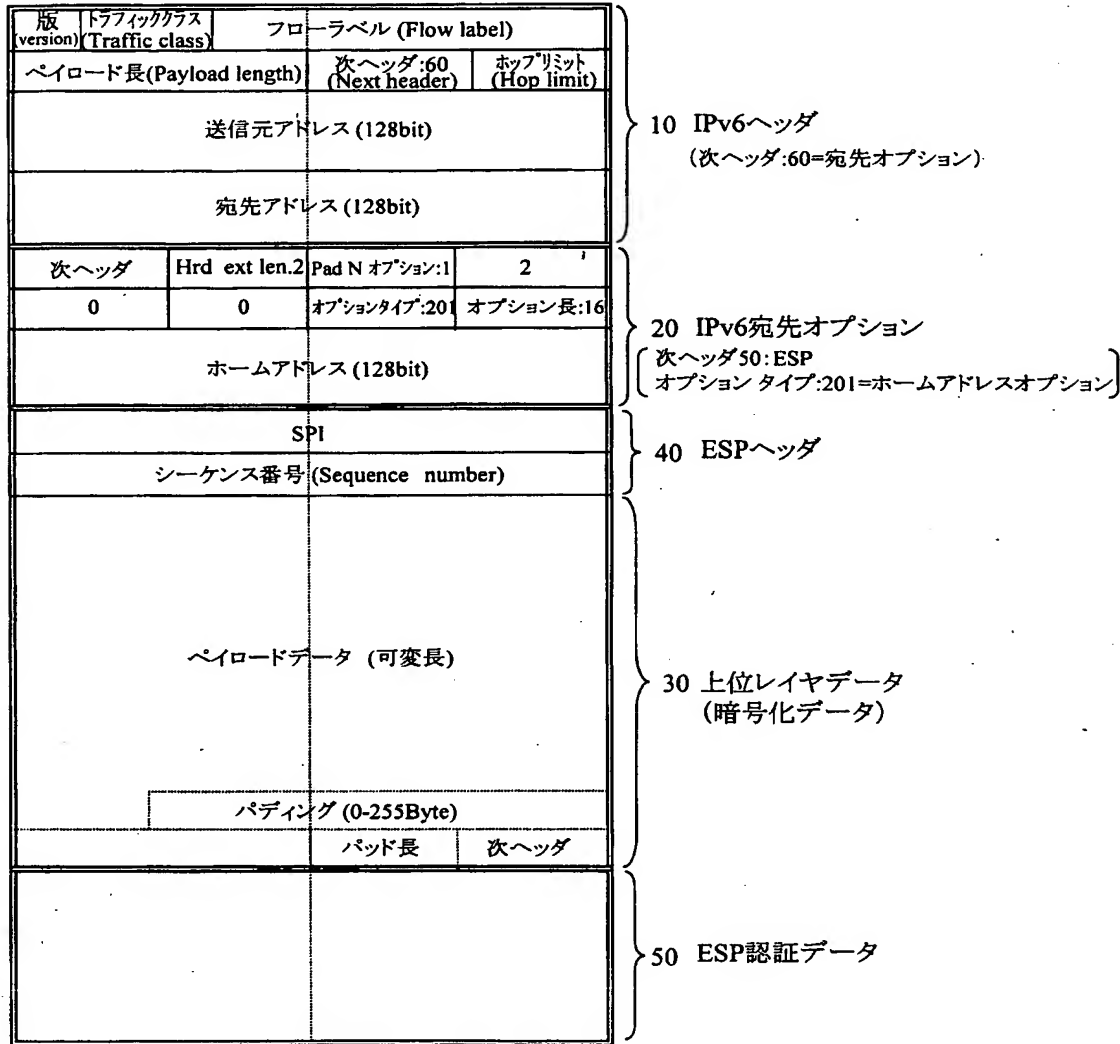 版 (version)
トラフィッククラス (Traffic class)
フローラベル (Flow label)
ペイロード長(Payload length)
次ヘッダ:60 (Next header)
ホップリミット (Hop limit)
送信元アドレス (128bit)
宛先アドレス (128bit)
10 IPv6ヘッダ
(次ヘッダ:60=宛先オプション)
次ヘッダ
Hrd ext len.2
Pad N オプション:1
2
0
0
オプションタイプ:201
オプション長:16
ホームアドレス (128bit)
20 IPv6宛先オプション
次ヘッダ50:ESP
オプション タイプ:201=ホームアドレスオプション
SPI
シーケンス番号 (Sequence number)
40 ESPヘッダ
ペイロードデータ (可変長)
パディング (0-255Byte)
パッド長
次ヘッダ
30 上位レイヤデータ
(暗号化データ)
50 ESP認証データ